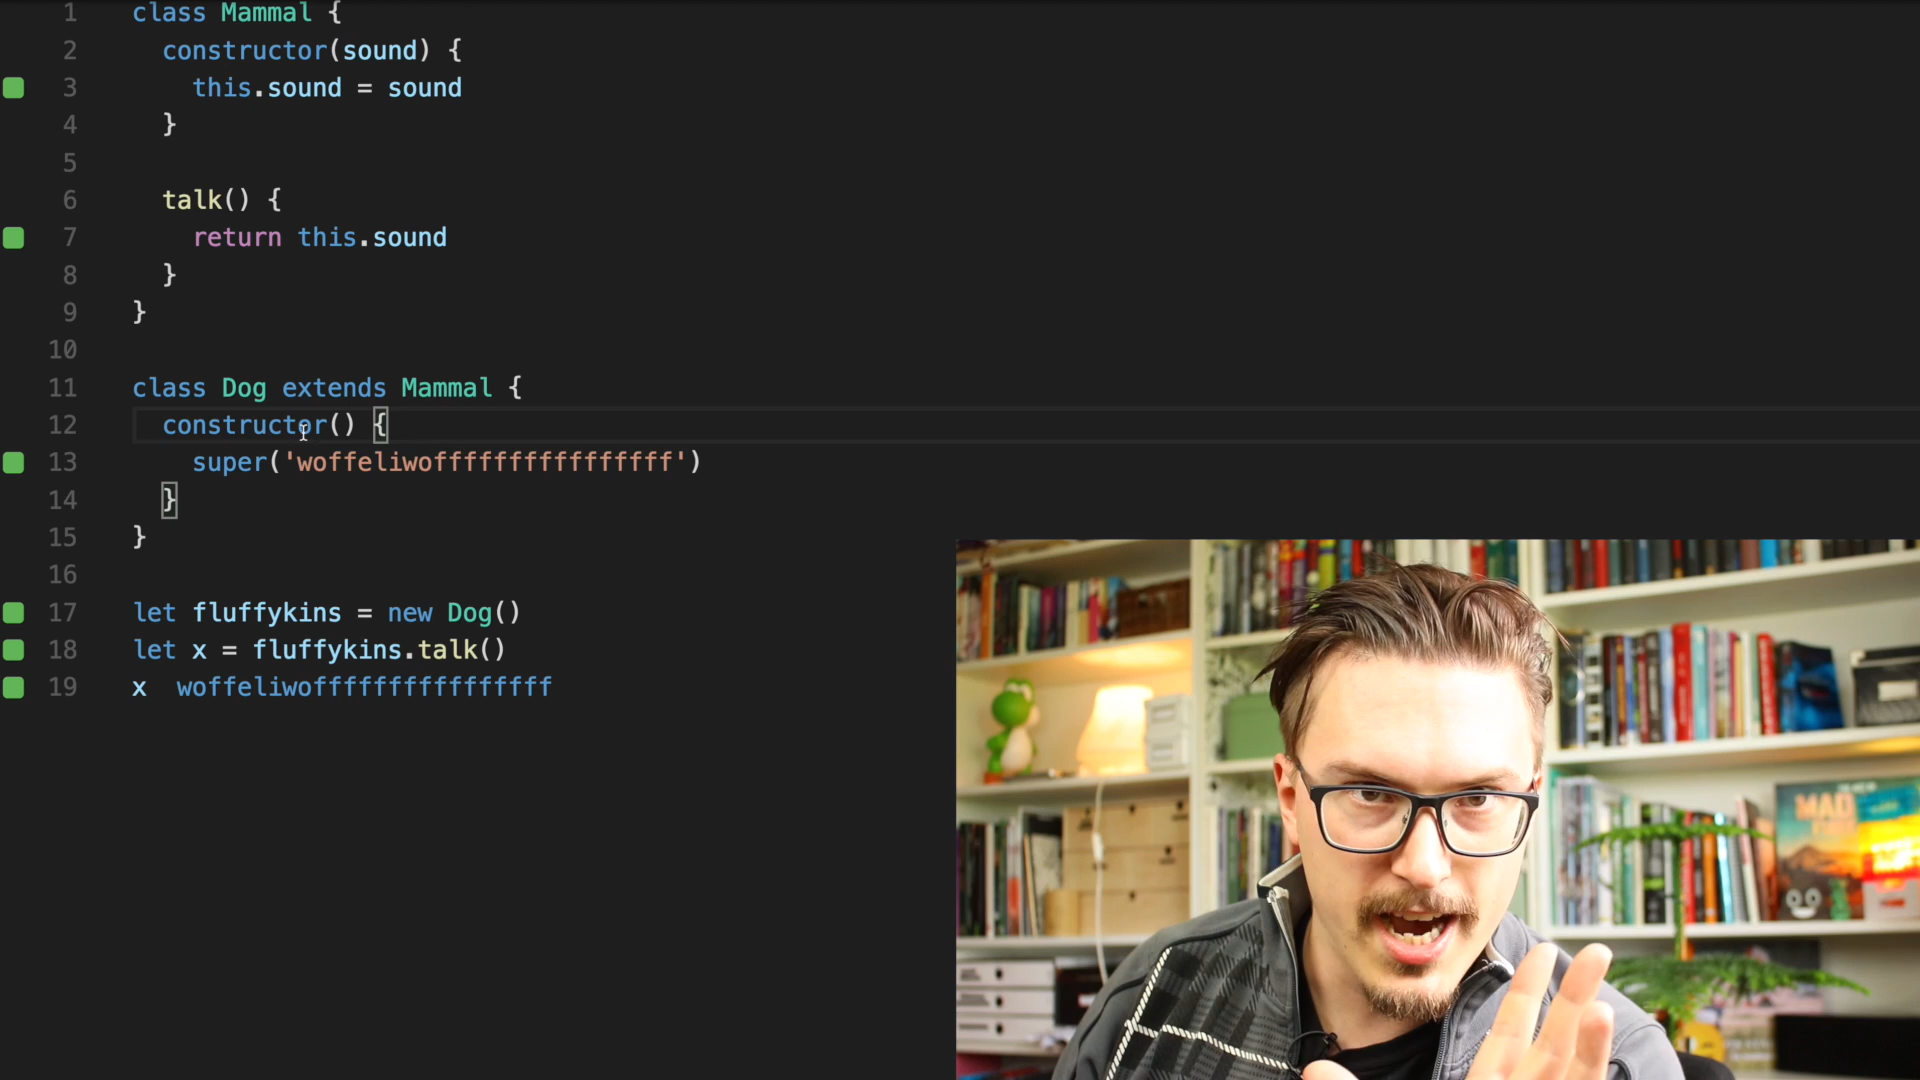 1 class Mammal {
2 constructor(sound) {
3 this.sound = sound
4 }
5
6 talk() {
7 return this.sound
8 }
9 }
10
11 class Dog extends Mammal {
12 constructor() {
13 super('woffeliwoffffffffffffffff')
14 }
15 }
16
17 let fluffykins = new Dog()
18 let x = fluffykins.talk()
19 x woffeliwoffffffffffffffff
MAD